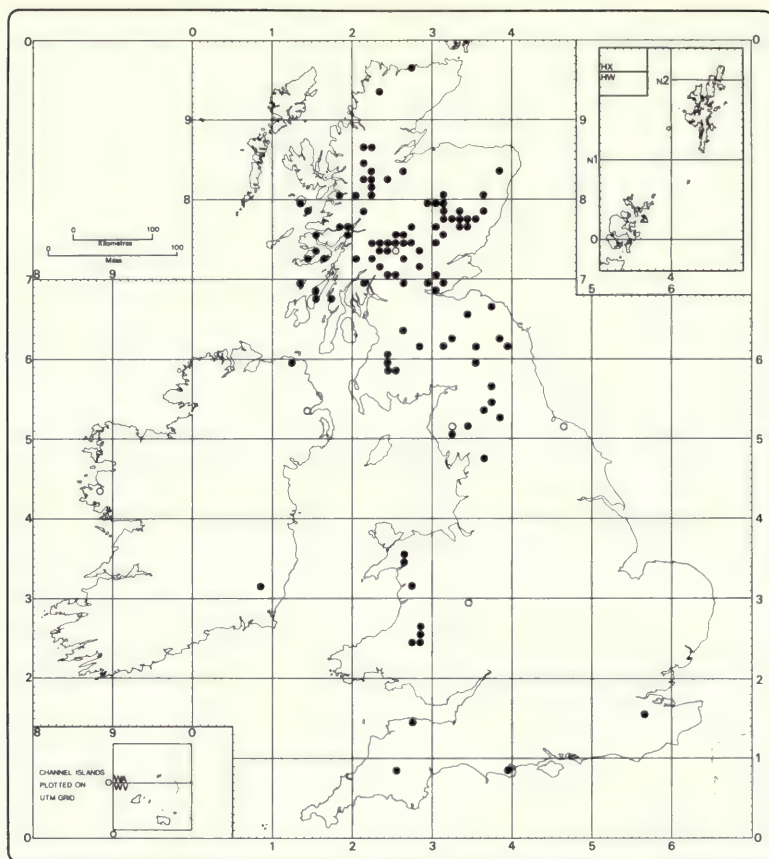 0 1 2 3 4 0
HX
HW
N2
N1
0
9 9
8 8
Kilometres
0 100
0 100
Miles
7 7
5 6
6 6
9 0
5 5
8
4 4
3 3
2 2
1 1
8 9 0
CHANNEL ISLANDS
PLOTTED ON
UTM GRID
0 WA
WV
0
0 0
1 2 3 4 5 6